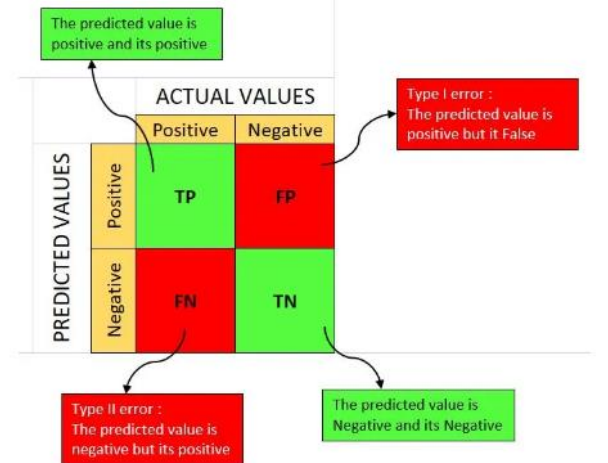 The predicted value is
positive and its positive
ACTUAL VALUES
Type I error :
The predicted value is
positive but it False
Positive
Negative
PREDICTED VALUES
Positive
TP
FP
Negative
FN
TN
Type II error :
The predicted value is
negative but its positive
The predicted value is
Negative and its Negative